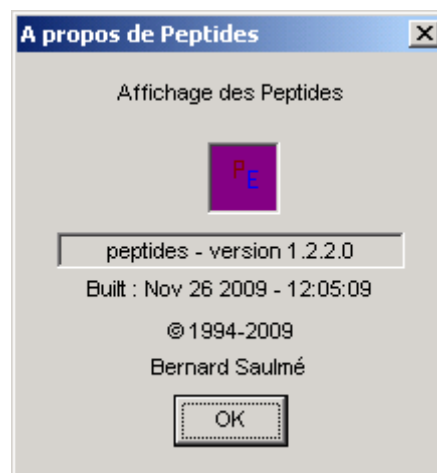 A propos de Peptides
Affichage des Peptides
PE
peptides - version 1.2.2.0
Built : Nov 26 2009 - 12:05:09
©1994-2009
Bernard Saulmé
OK